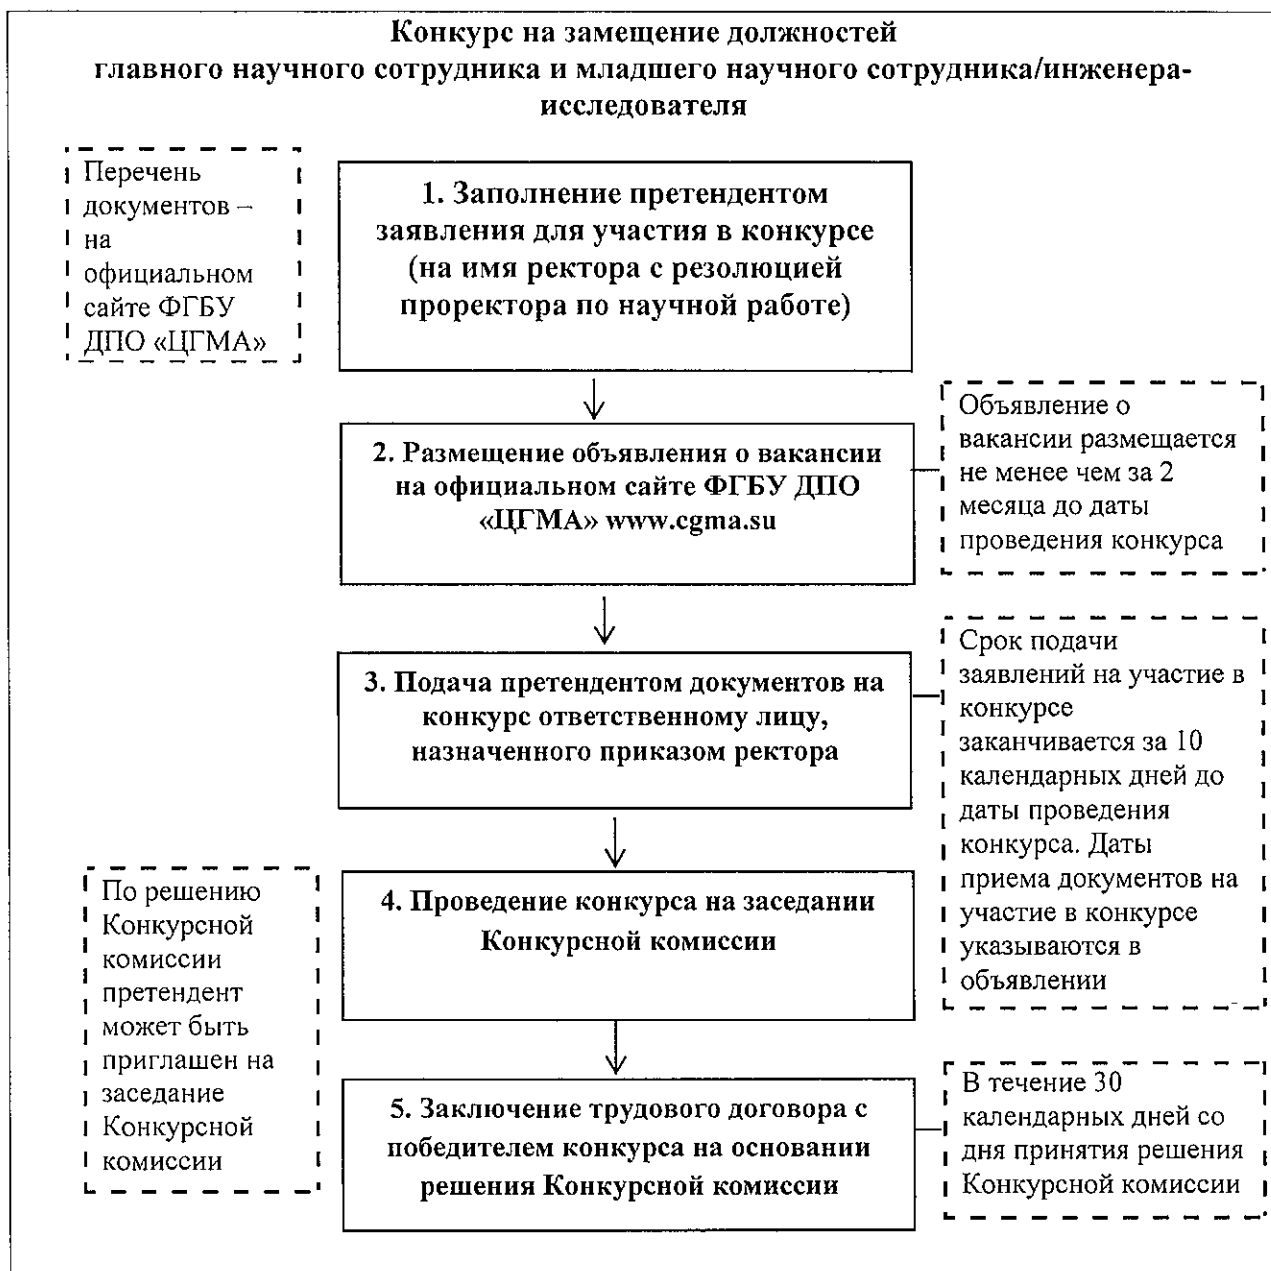 Конкурс на замещение должностей
главного научного сотрудника и младшего научного сотрудника/инженера-
исследователя
Перечень
документов –
на
официальном
сайте ФГБУ
ДПО «ЦГМА»
1. Заполнение претендентом
заявления для участия в конкурсе
(на имя ректора с резолюцией
проректора по научной работе)
2. Размещение объявления о вакансии
на официальном сайте ФГБУ ДПО
«ЦГМА» www.cgma.su
Объявление о
вакансии размещается
не менее чем за 2
месяца до даты
проведения конкурса
3. Подача претендентом документов на
конкурс ответственному лицу,
назначенного приказом ректора
Срок подачи
заявлений на участие в
конкурсе
заканчивается за 10
календарных дней до
даты проведения
конкурса. Даты
приема документов на
участие в конкурсе
указываются в
объявлении
4. Проведение конкурса на заседании
Конкурсной комиссии
По решению
Конкурсной
комиссии
претендент
может быть
приглашен на
заседание
Конкурсной
комиссии
5. Заключение трудового договора с
победителем конкурса на основании
решения Конкурсной комиссии
В течение 30
календарных дней со
дня принятия решения
Конкурсной комиссии